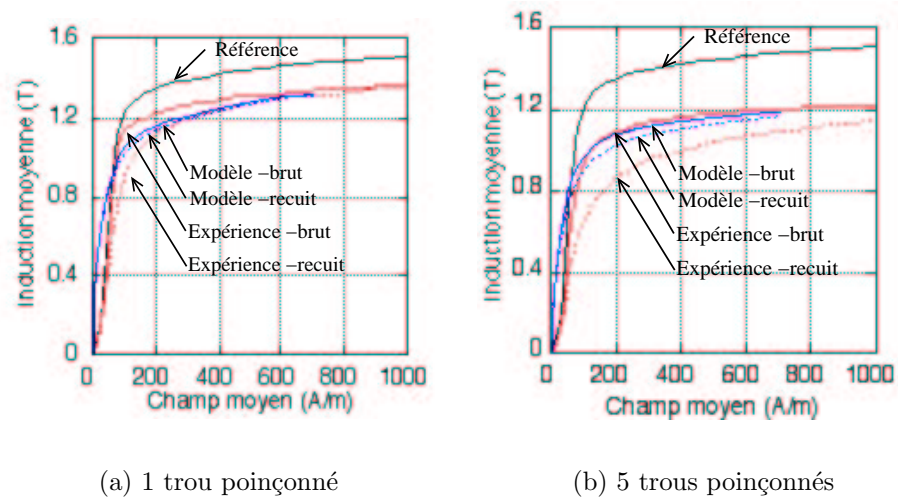 1.6
1.2
0.8
0.4
0
Induction moyenne (T)
Référence
Modèle –brut
Modèle –recuit
Expérience –brut
Expérience –recuit
0 200 400 600 800 1000
Champ moyen (A/m)
(a) 1 trou poinçonné
1.6
1.2
0.8
0.4
0
Induction moyenne (T)
Référence
Modèle –brut
Modèle –recuit
Expérience –brut
Expérience –recuit
0 200 400 600 800 1000
Champ moyen (A/m)
(b) 5 trous poinçonnés